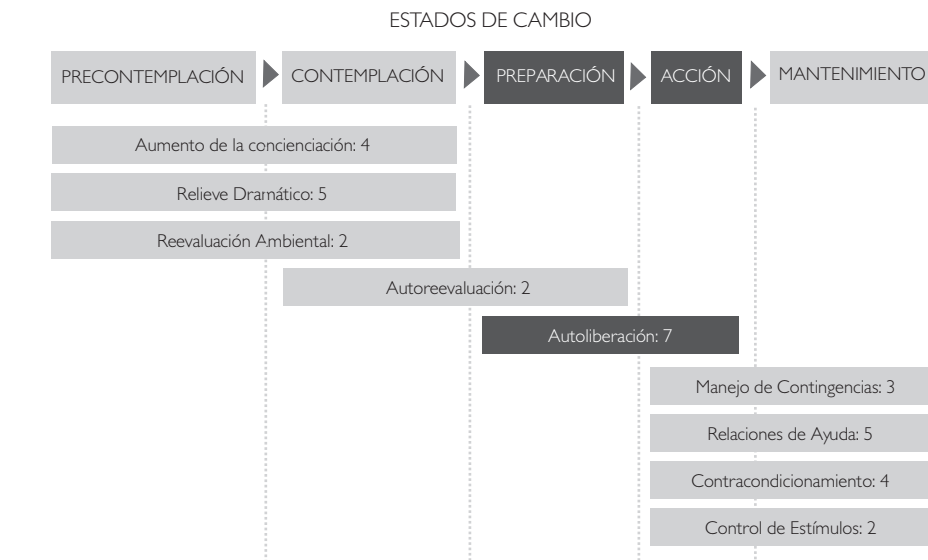 ESTADOS DE CAMBIO
PRECONTEMPLACIÓN CONTEMPLACIÓN PREPARACIÓN ACCIÓN MANTENIMIENTO
Aumento de la concienciación: 4
Relieve Dramático: 5
Reevaluación Ambiental: 2
Autoreevaluación: 2
Autoliberación: 7
Manejo de Contingencias: 3
Relaciones de Ayuda: 5
Contracondicionamiento: 4
Control de Estímulos: 2